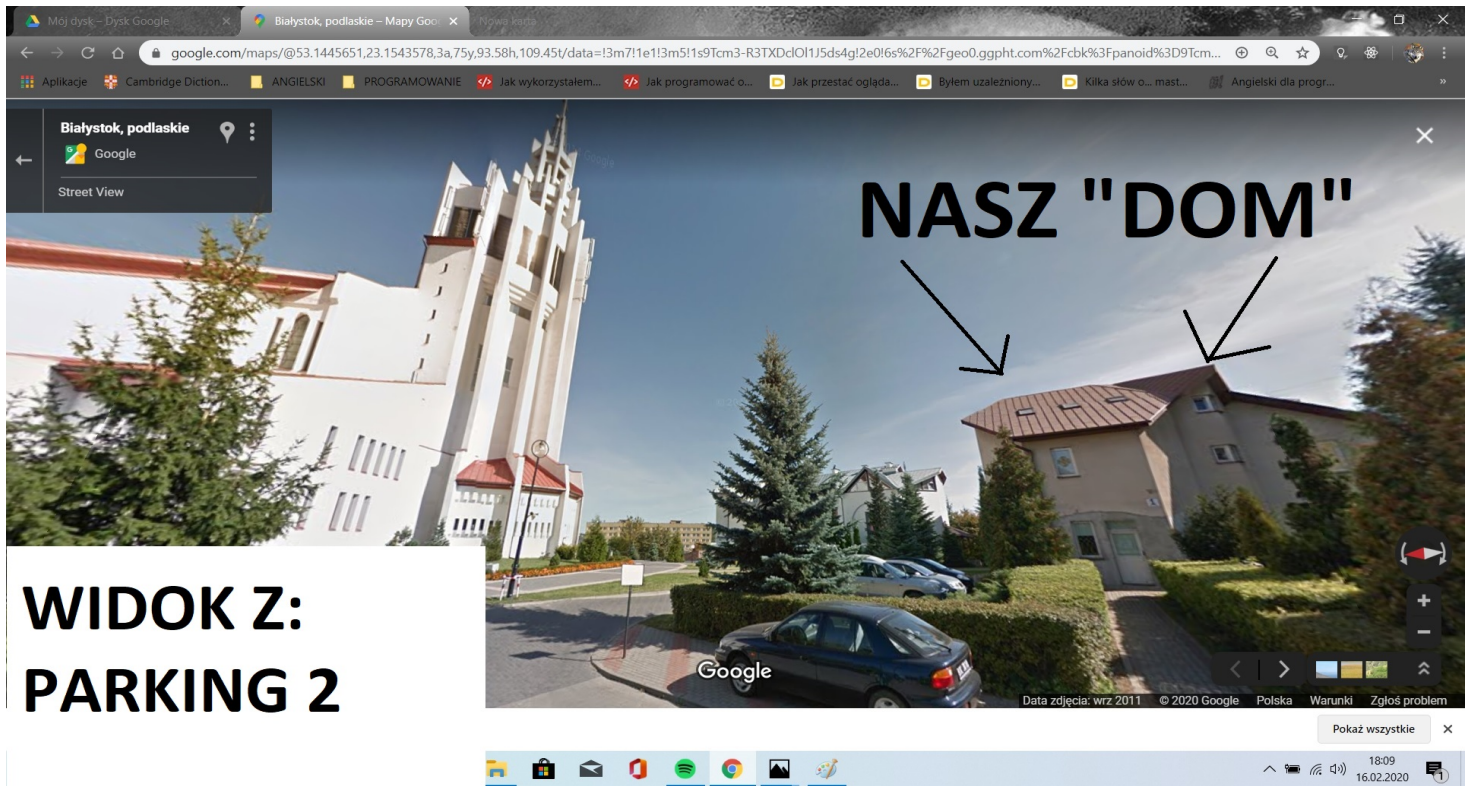 Mój dysk – Dysk Google
Białystok, podlaskie – Mapy Goo
Nowa karta
google.com/maps/@53.1445651,23.1543578,3a,75y,93.58h,109.45t/data=!3m7!1e1!3m5!1s9Tcm3-R3TXDclOl1J5ds4g!2e0!6s%2F%2Fgeo0.ggpht.com%2Fcbk%3Fpanoid%3D9Tcm...
Aplikacje Cambridge Diction... ANGIELSKI PROGRAMOWANIE Jak wykorzystałem... Jak programować o... Jak przestać ogląda... Byłem uzależniony... Kilka słów o... mast... Angielski dla progr... »
Białystok, podlaskie
Google
Street View
NASZ "DOM"
WIDOK Z:
PARKING 2
Google
Data zdjęcia: wrz 2011 © 2020 Google Polska Warunki Zgłoś problem
Pokaż wszystkie
18:09
16.02.2020
1